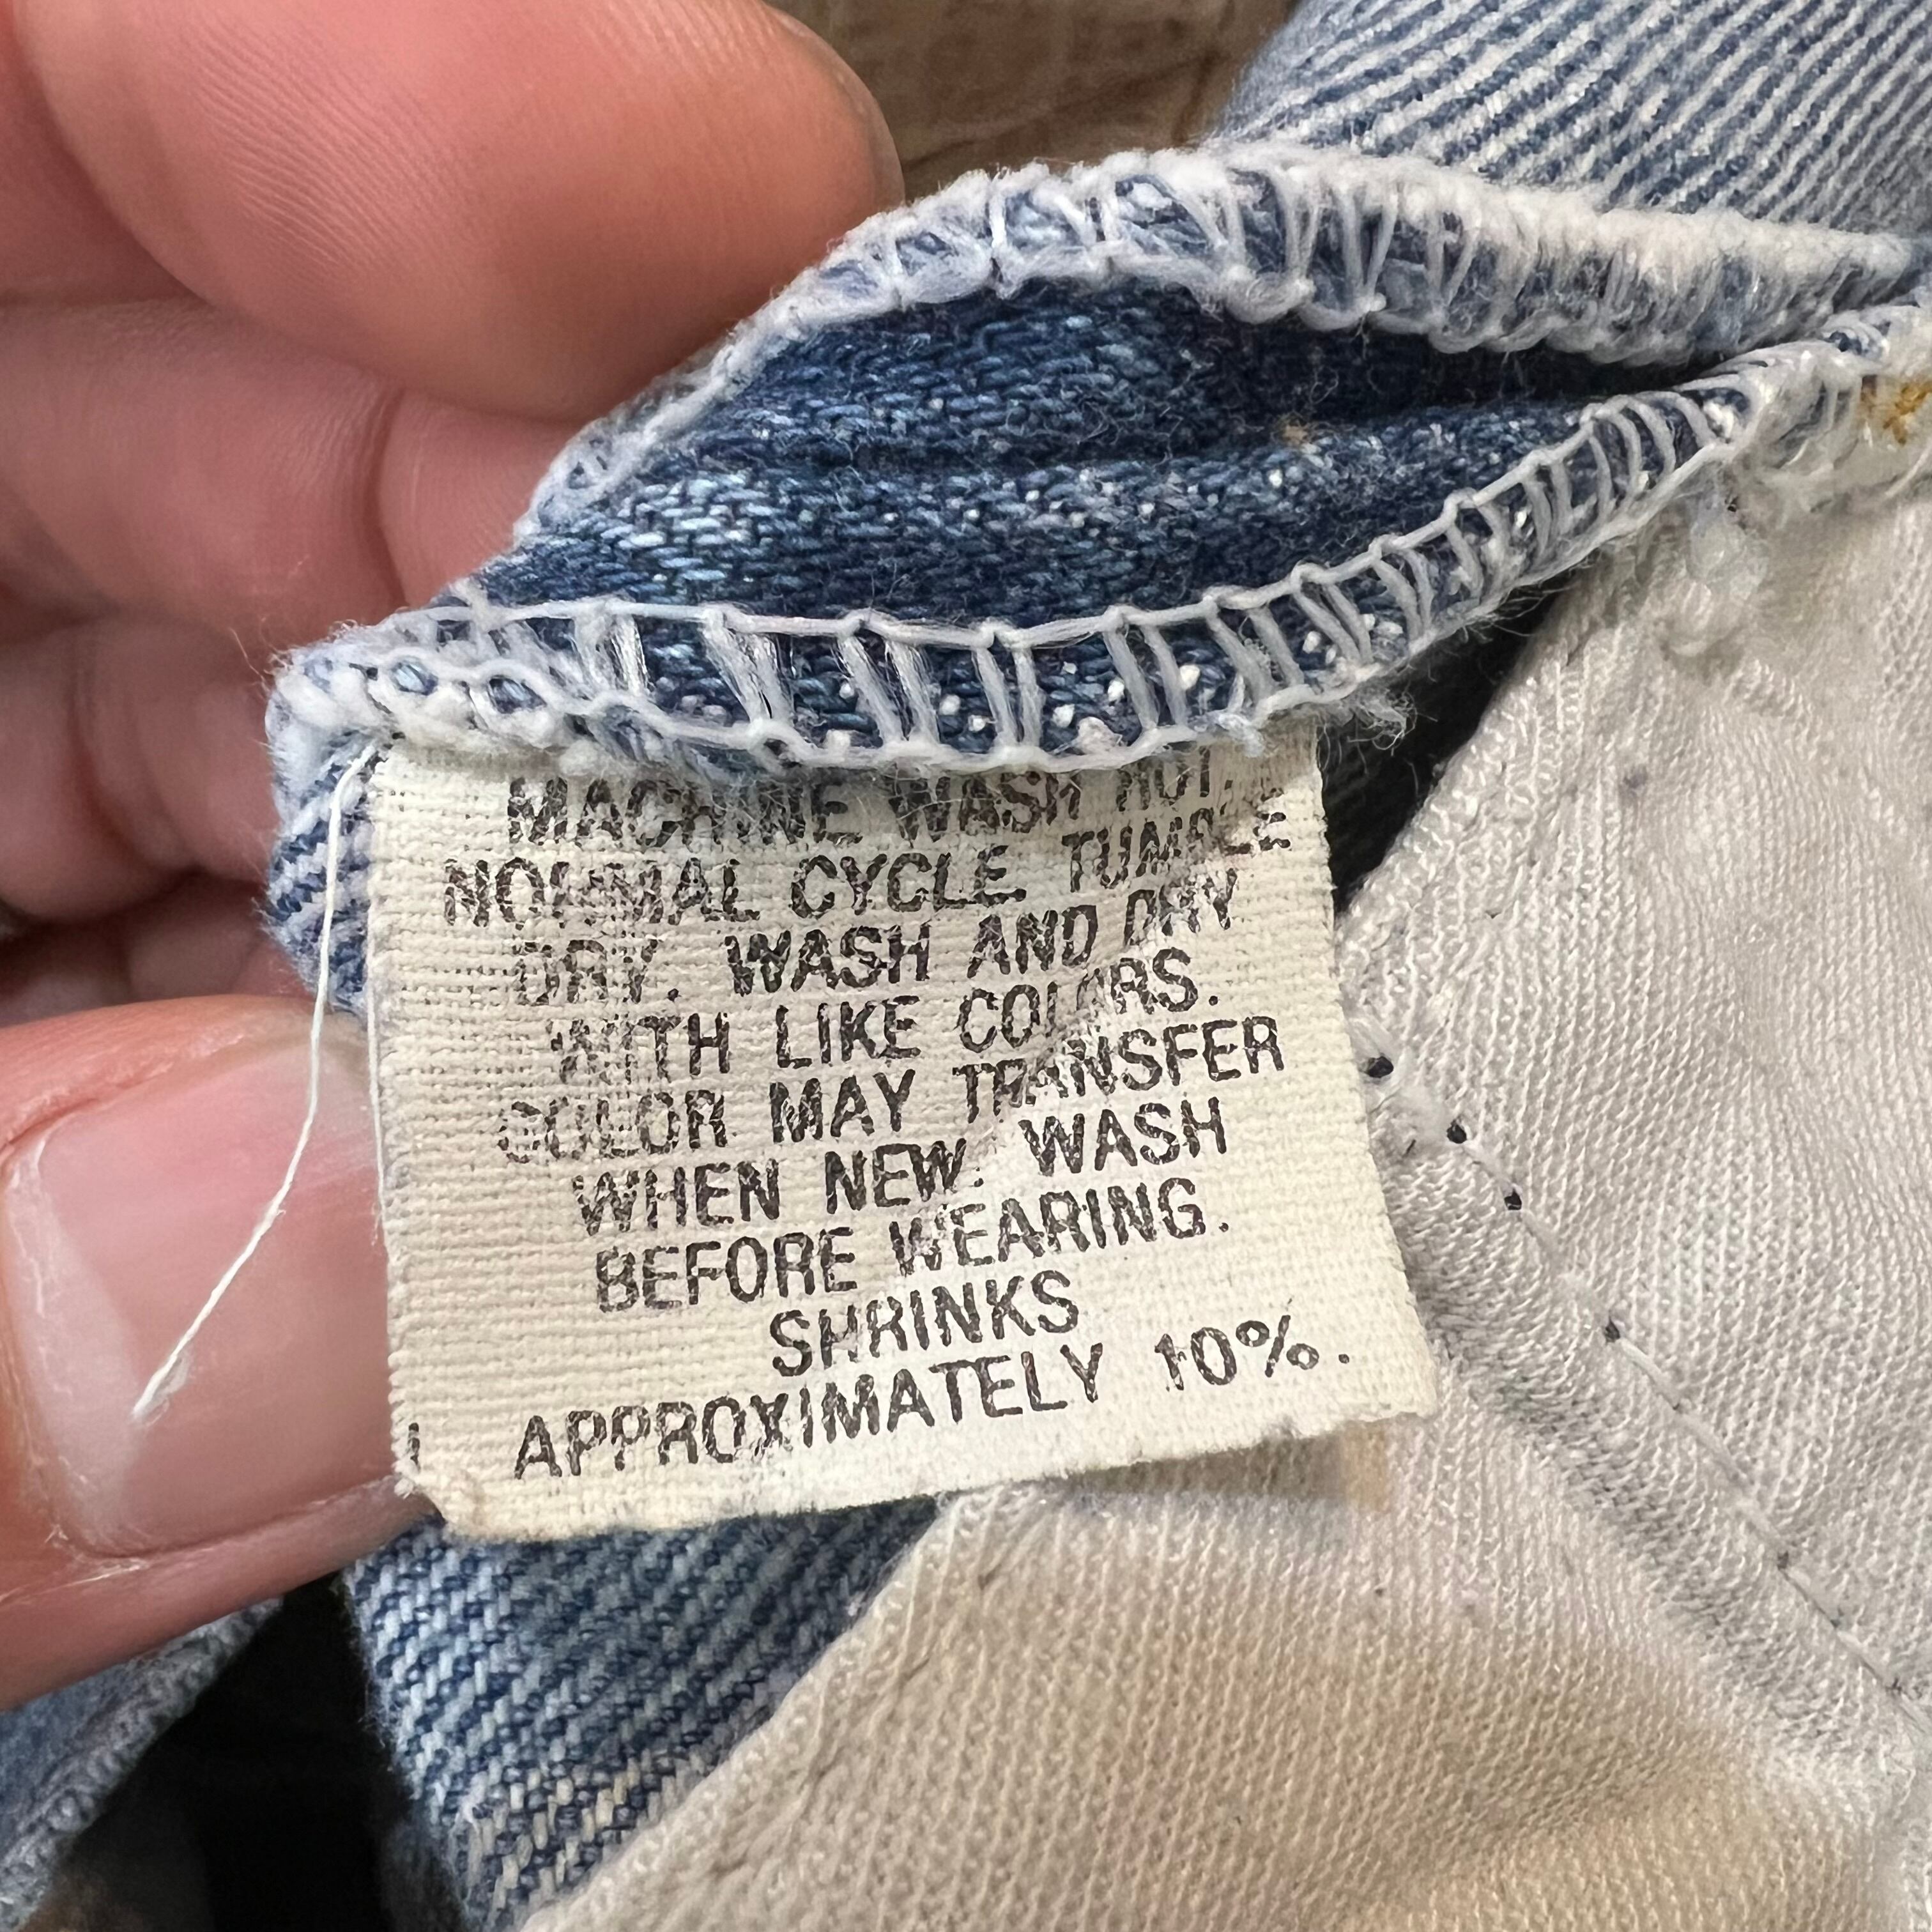 MACHINE WASH HOT,
NORMAL CYCLE. TUMBLE
DRY. WASH AND DRY
WITH LIKE COLORS.
COLOR MAY TRANSFER
WHEN NEW. WASH
BEFORE WEARING.
SHRINKS
APPROXIMATELY 10%.